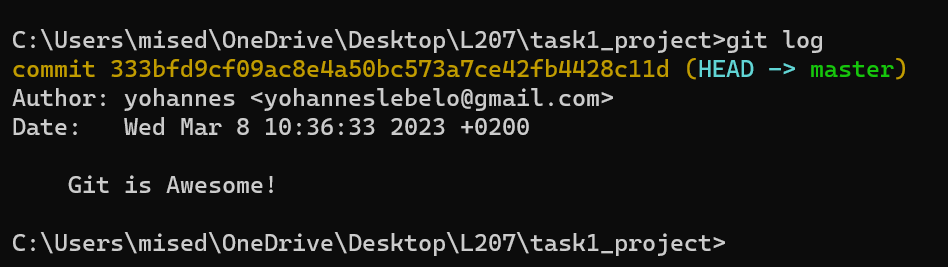 C:\Users\mised\OneDrive\Desktop\L207\task1_project>git log
commit 333bfd9cf09ac8e4a50bc573a7ce42fb4428c11d (HEAD -> master)
Author: yohannes <yohanneslebelo@gmail.com>
Date:   Wed Mar 8 10:36:33 2023 +0200
    Git is Awesome!
C:\Users\mised\OneDrive\Desktop\L207\task1_project>